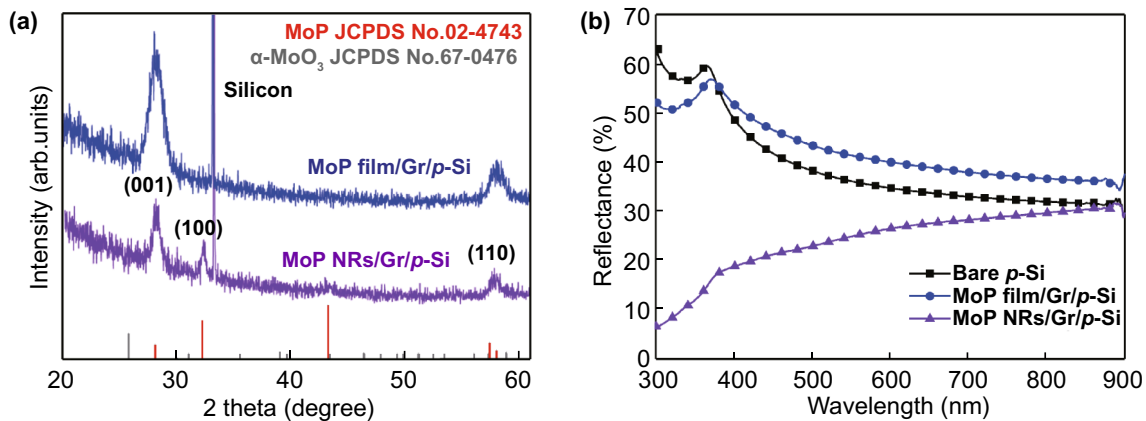 (a)
MoP JCPDS No.02-4743
α-MoO₃ JCPDS No.67-0476
Silicon
MoP film/Gr/p-Si
(001)
(100)
(110)
MoP NRs/Gr/p-Si
Intensity (arb.units)
20 30 40 50 60
2 theta (degree)
(b)
70
60
50
40
30
20
10
0
Reflectance (%)
Bare p-Si
MoP film/Gr/p-Si
MoP NRs/Gr/p-Si
300 400 500 600 700 800 900
Wavelength (nm)